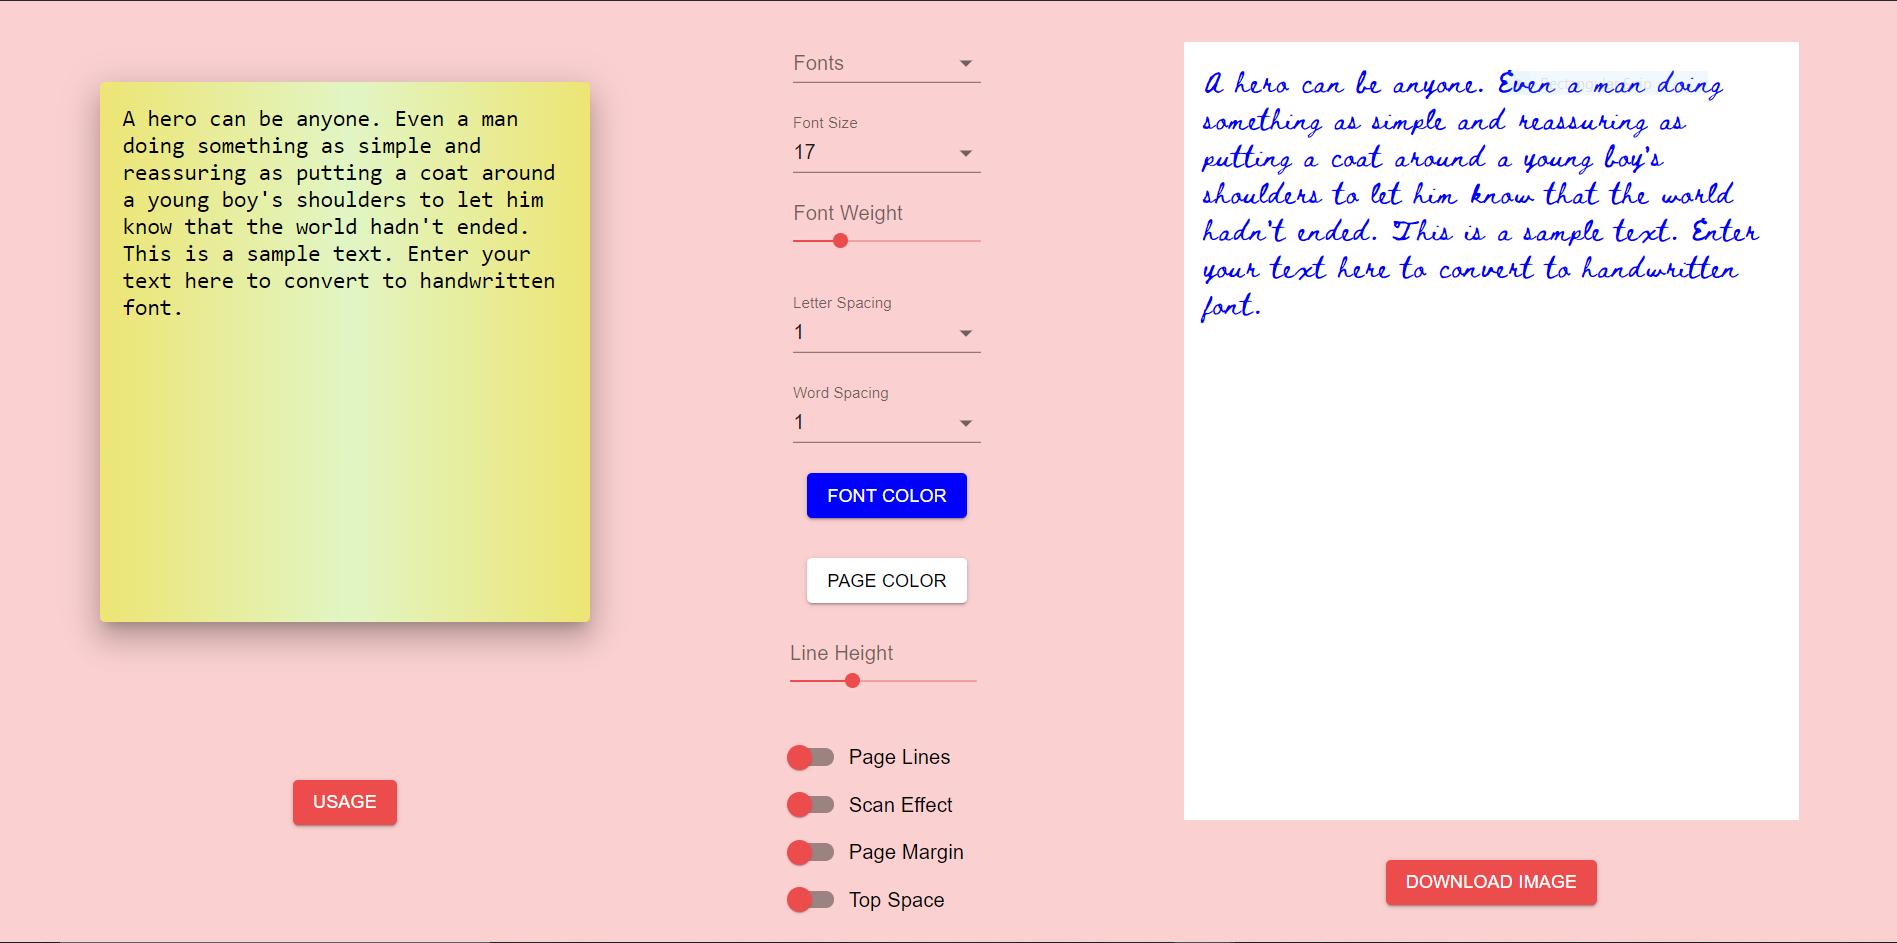 A hero can be anyone. Even a man
doing something as simple and
reassuring as putting a coat around
a young boy's shoulders to let him
know that the world hadn't ended.
This is a sample text. Enter your
text here to convert to handwritten
font.
USAGE
Fonts
Font Size
17
Font Weight
Letter Spacing
1
Word Spacing
1
FONT COLOR
PAGE COLOR
Line Height
Page Lines
Scan Effect
Page Margin
Top Space
A hero can be anyone. Even a man doing
something as simple and reassuring as
putting a coat around a young boy's
shoulders to let him know that the world
hadn't ended. This is a sample text. Enter
your text here to convert to handwritten
font.
Rectangular Snip
DOWNLOAD IMAGE